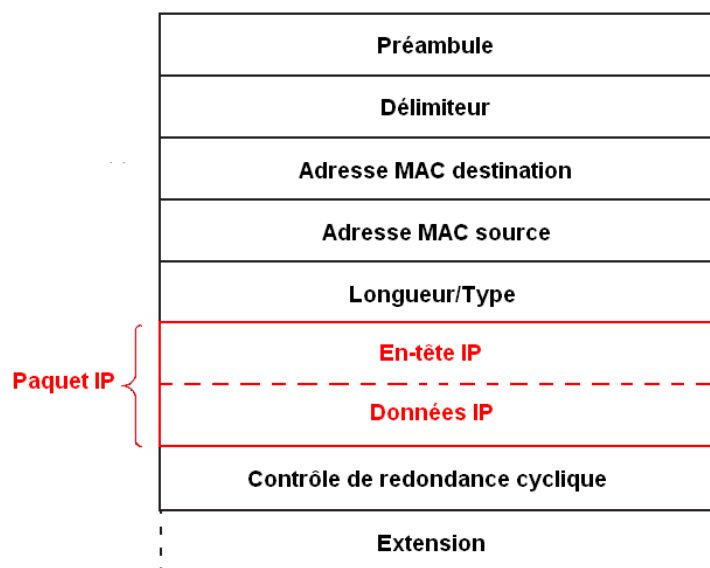 Préambule
Délimiteur
Adresse MAC destination
Adresse MAC source
Longueur/Type
En-tête IP
Paquet IP
Données IP
Contrôle de redondance cyclique
Extension